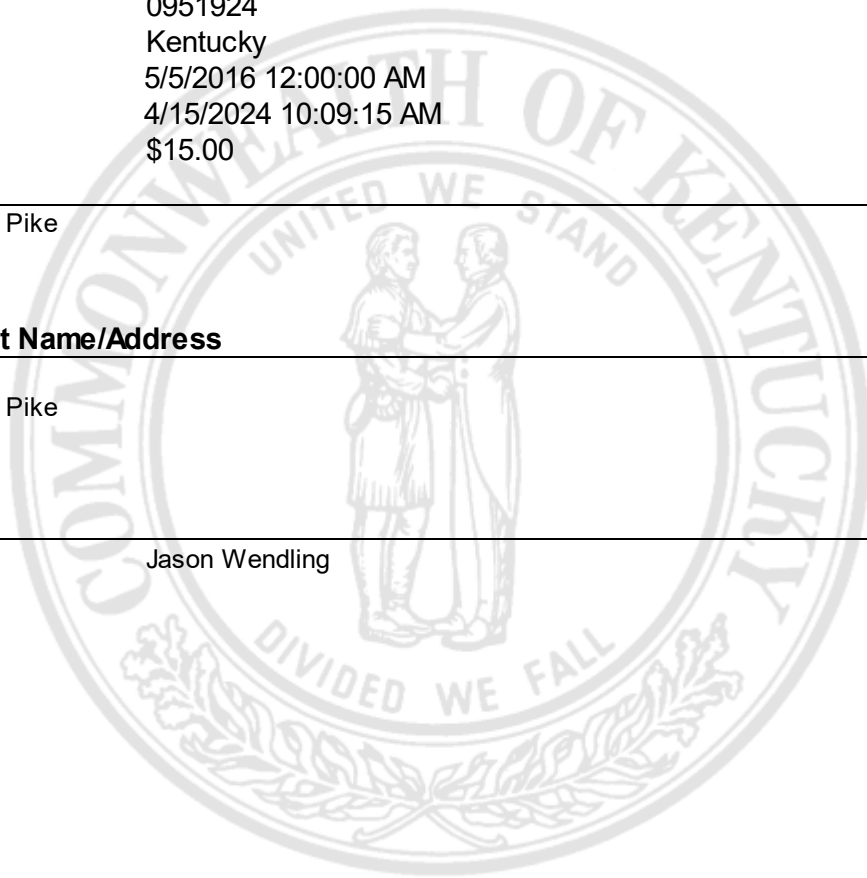 0951924
Kentucky
5/5/2016 12:00:00 AM
4/15/2024 10:09:15 AM
$15.00
Pike
t Name/Address
Pike
Jason Wendling
COMMONWEALTH OF KENTUCKY
UNITED WE STAND
DIVIDED WE FALL